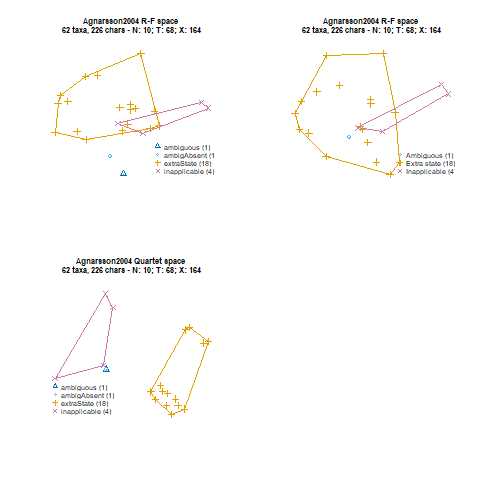 Agnarsson2004 R-F space
62 taxa, 226 chars - N: 10; T: 68; X: 164
ambiguous (1)
ambigAbsent (1)
extraState (18)
inapplicable (4)
Agnarsson2004 R-F space
62 taxa, 226 chars - N: 10; T: 68; X: 164
Ambiguous (1
ambigAbsent (1
Extra state (18)
Inapplicable (4
Agnarsson2004 Quartet space
62 taxa, 226 chars - N: 10; T: 68; X: 164
ambiguous (1)
ambigAbsent (1)
extraState (18)
inapplicable (4)